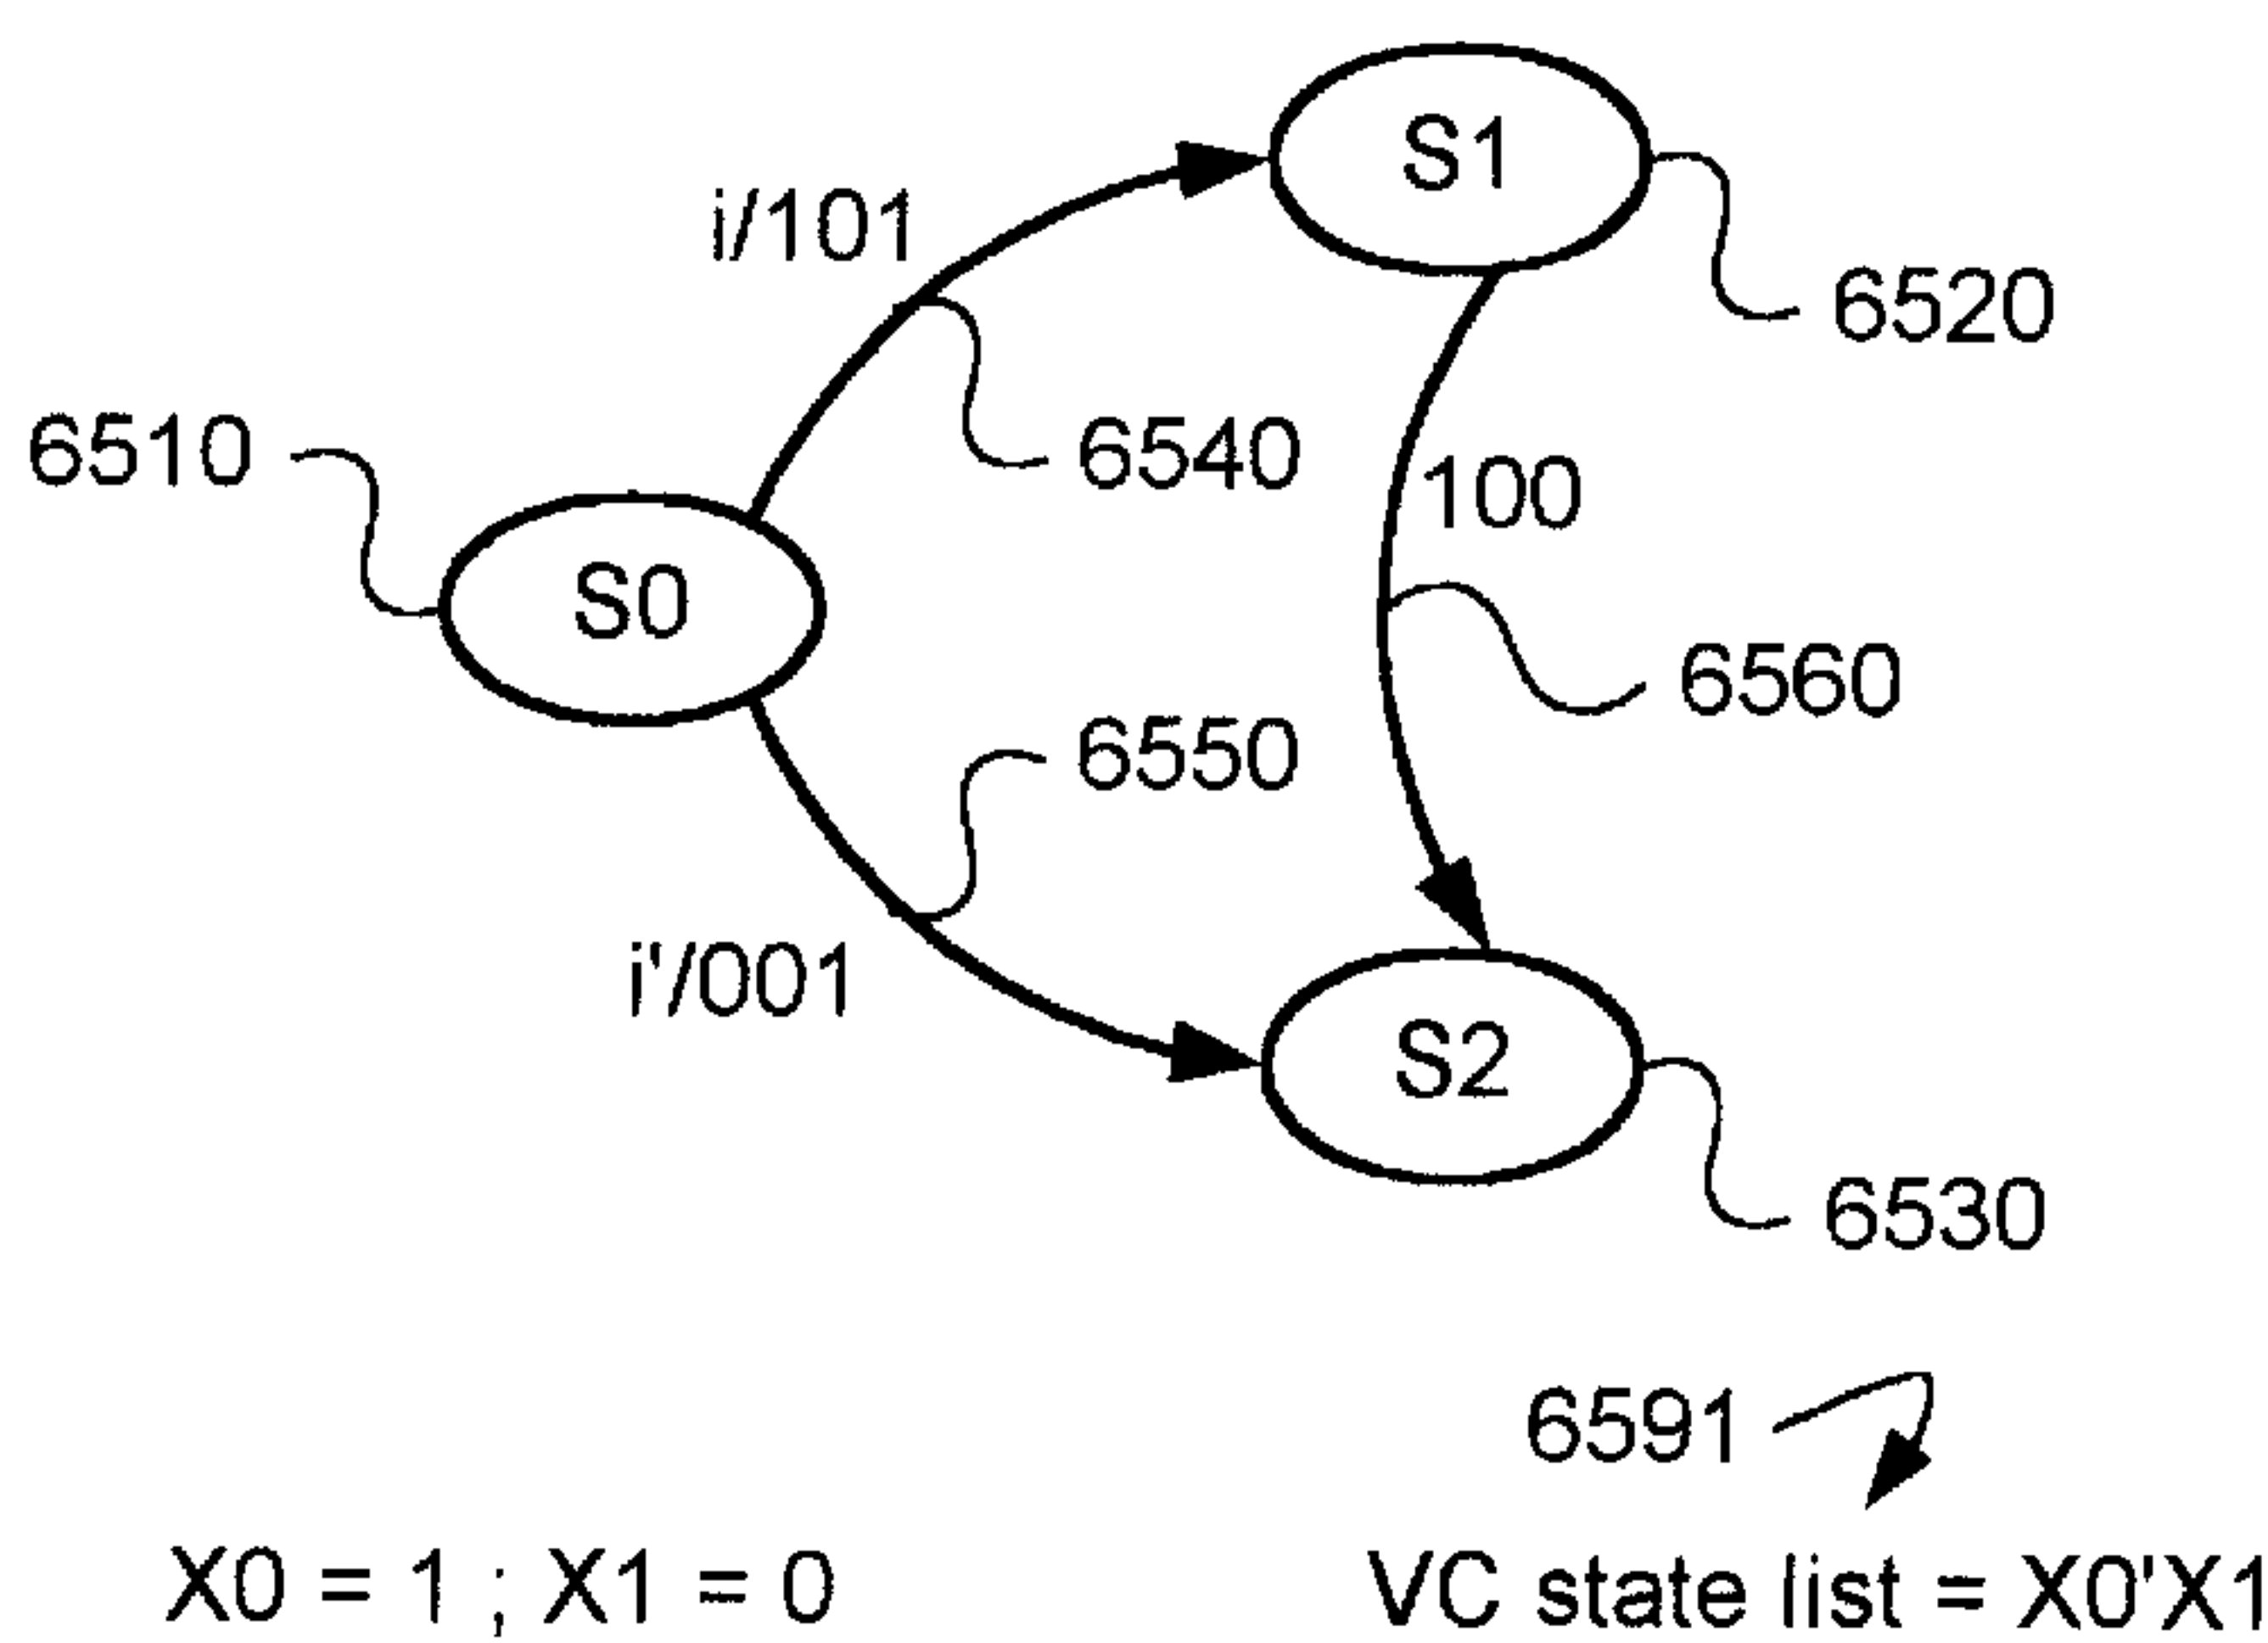 S1
i/101
6520
6510
6540
100
S0
6560
6550
i'/001
S2
6530
6591
X0 = 1 ; X1 = 0
VC state list = X0'X1